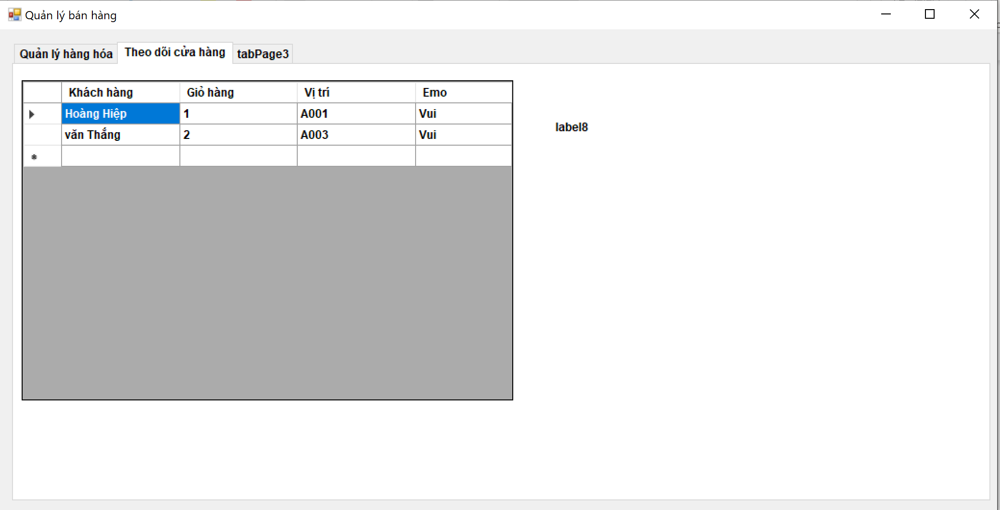 Quản lý bán hàng
Quản lý hàng hóa Theo dõi cửa hàng tabPage3
Khách hàng Giỏ hàng Vị trí Emo
Hoàng Hiệp 1 A001 Vui
văn Thắng 2 A003 Vui
label8